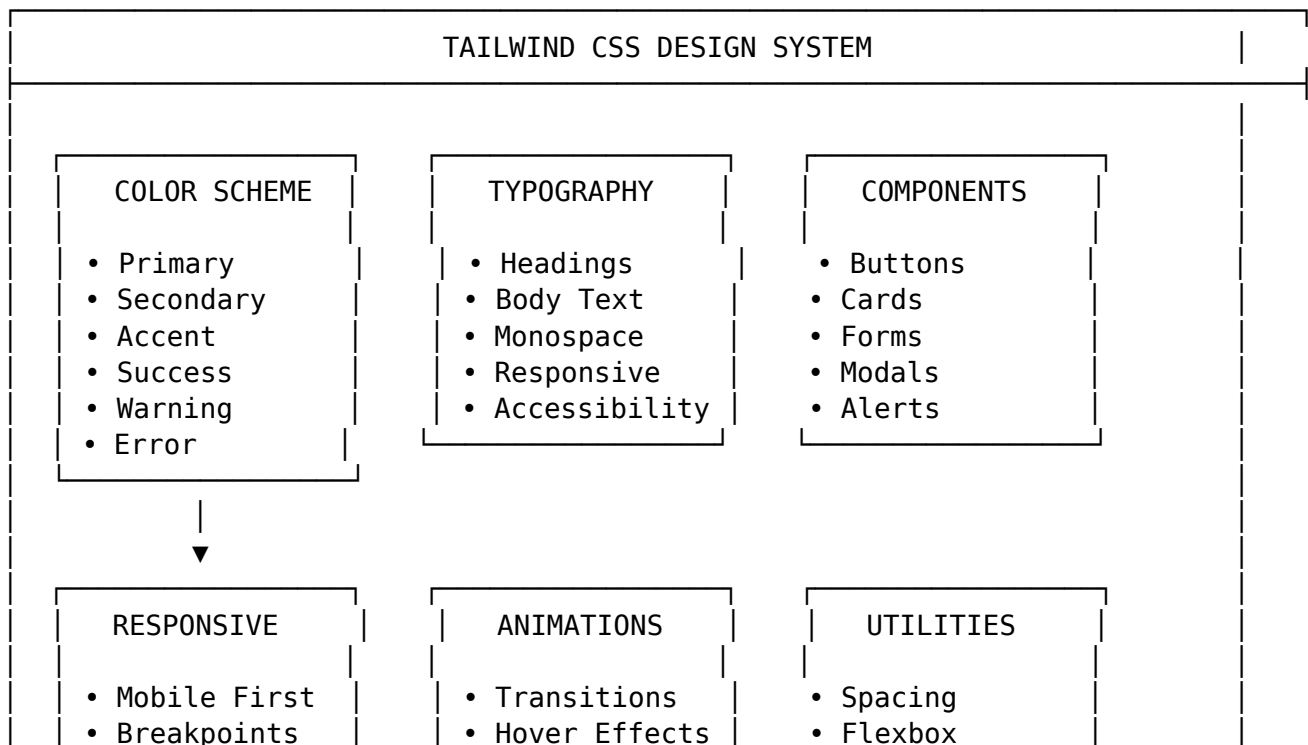 TAILWIND CSS DESIGN SYSTEM
COLOR SCHEME TYPOGRAPHY COMPONENTS
• Primary • Headings • Buttons
• Secondary • Body Text • Cards
• Accent • Monospace • Forms
• Success • Responsive • Modals
• Warning • Accessibility • Alerts
• Error
▼
RESPONSIVE ANIMATIONS UTILITIES
• Mobile First • Transitions • Spacing
• Breakpoints • Hover Effects • Flexbox